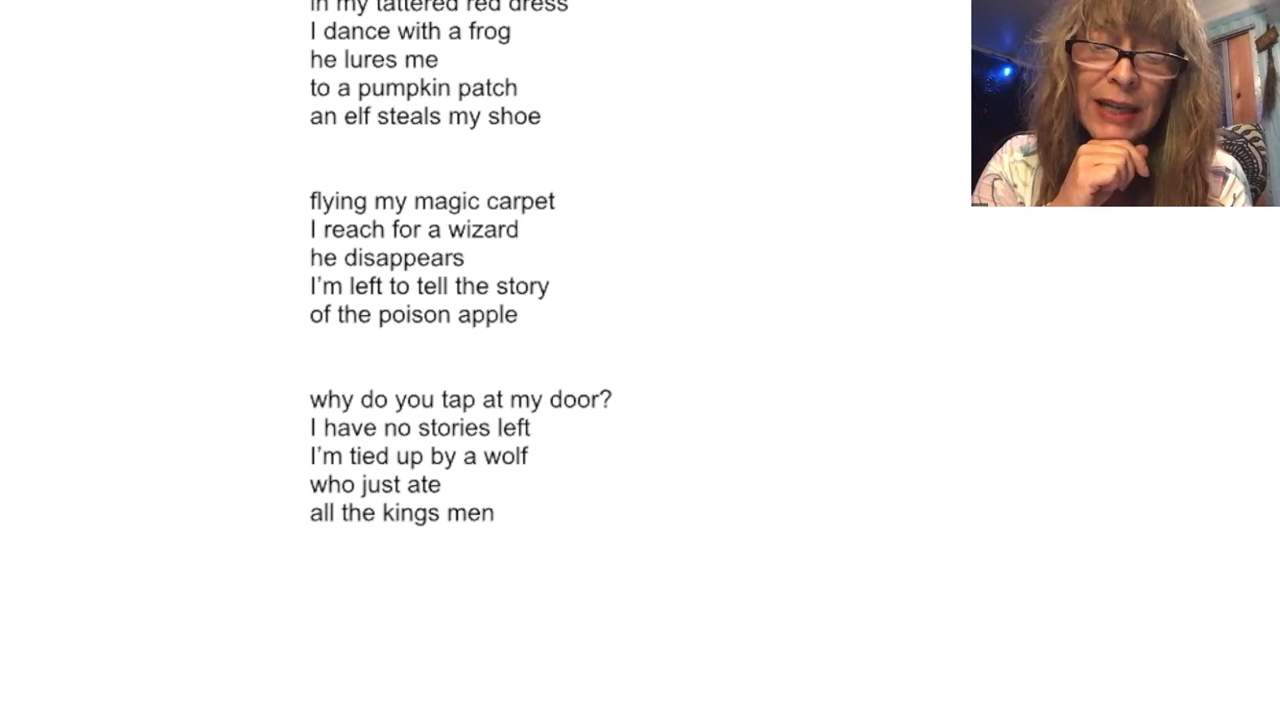 in my tattered red dress
I dance with a frog
he lures me
to a pumpkin patch
an elf steals my shoe
flying my magic carpet
I reach for a wizard
he disappears
I'm left to tell the story
of the poison apple
why do you tap at my door?
I have no stories left
I'm tied up by a wolf
who just ate
all the kings men